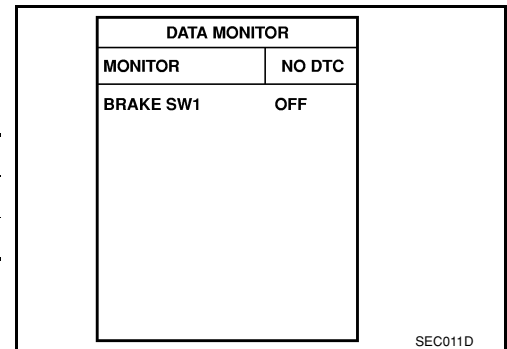 DATA MONITOR
MONITOR NO DTC
BRAKE SW1 OFF
SEC011D